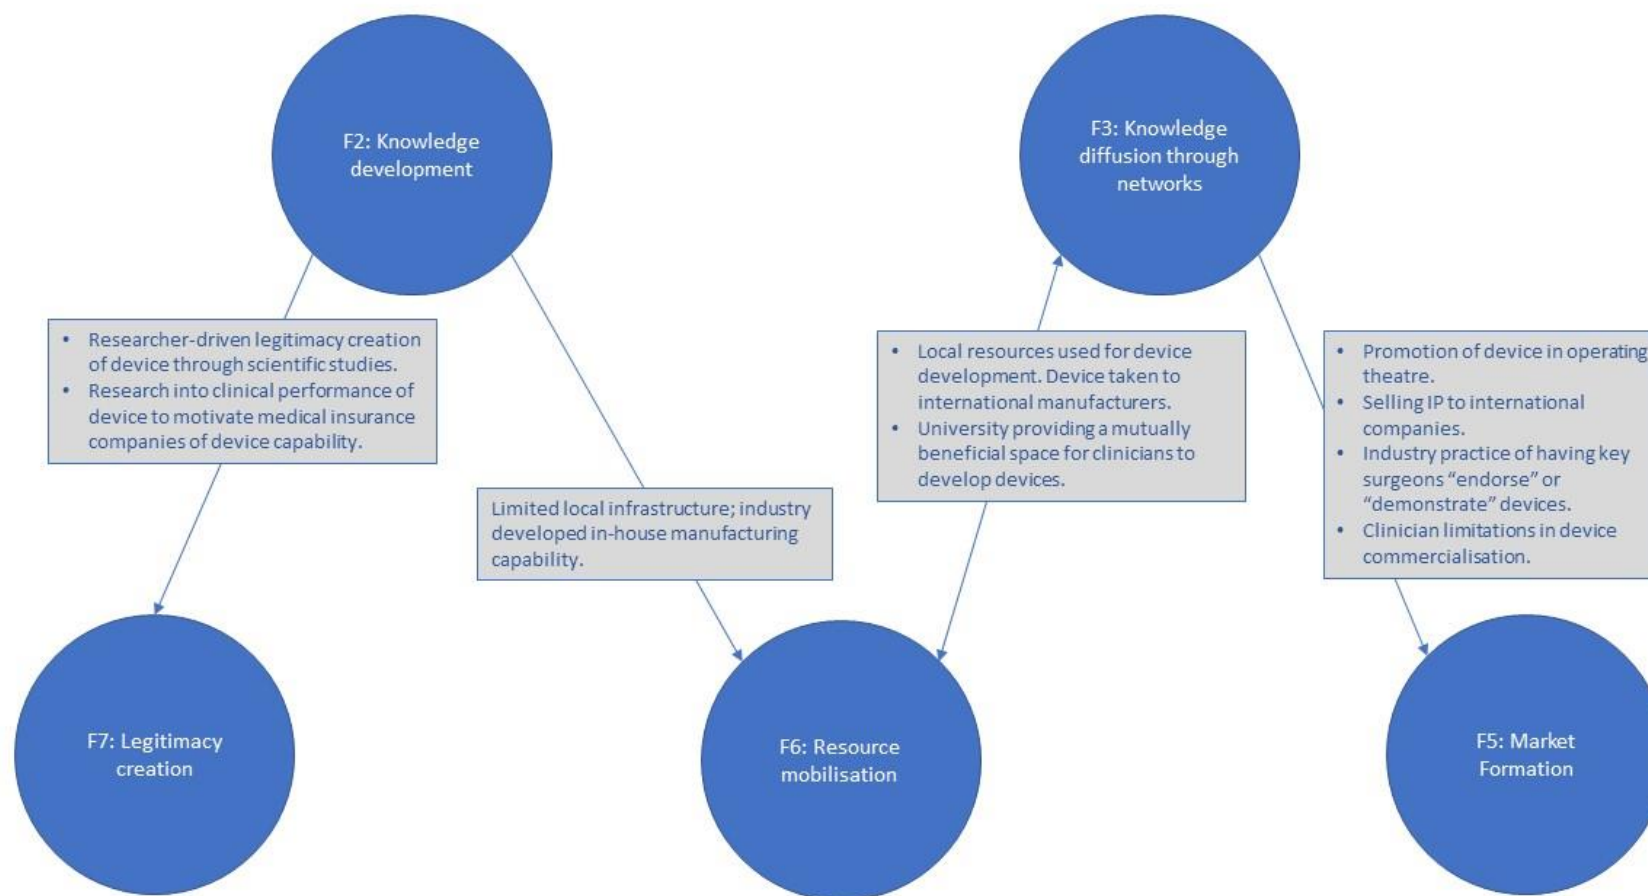 F2: Knowledge
development
F3: Knowledge
diffusion through
networks
• Researcher-driven legitimacy creation
of device through scientific studies.
• Research into clinical performance of
device to motivate medical insurance
companies of device capability.
Limited local infrastructure; industry
developed in-house manufacturing
capability.
• Local resources used for device
development. Device taken to
international manufacturers.
• University providing a mutually
beneficial space for clinicians to
develop devices.
• Promotion of device in operating
theatre.
• Selling IP to international
companies.
• Industry practice of having key
surgeons “endorse” or
“demonstrate” devices.
• Clinician limitations in device
commercialisation.
F7: Legitimacy
creation
F6: Resource
mobilisation
F5: Market
Formation